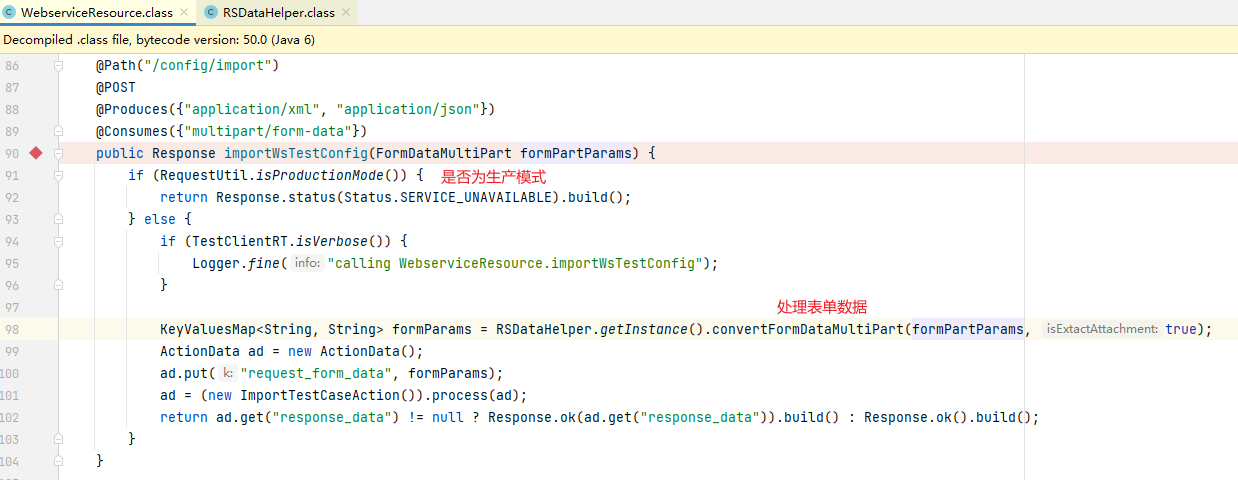 WebserviceResource.class
RSDataHelper.class
Decompiled .class file, bytecode version: 50.0 (Java 6)
86 @Path("/config/import")
87 @POST
88 @Produces({"application/xml", "application/json"})
89 @Consumes({"multipart/form-data"})
90 public Response importWsTestConfig(FormDataMultiPart formPartParams) {
91 if (RequestUtil.isProductionMode()) { 是否为生产模式
92 return Response.status(Status.SERVICE_UNAVAILABLE).build();
93 } else {
94 if (TestClientRT.isVerbose()) {
95 Logger.fine( info: "calling WebserviceResource.importWsTestConfig");
96 }
97 处理表单数据
98 KeyValuesMap<String, String> formParams = RSDataHelper.getInstance().convertFormDataMultiPart(formPartParams, isExtactAttachment: true);
99 ActionData ad = new ActionData();
100 ad.put( k: "request_form_data", formParams);
101 ad = (new ImportTestCaseAction()).process(ad);
102 return ad.get("response_data") != null ? Response.ok(ad.get("response_data")).build() : Response.ok().build();
103 }
104 }